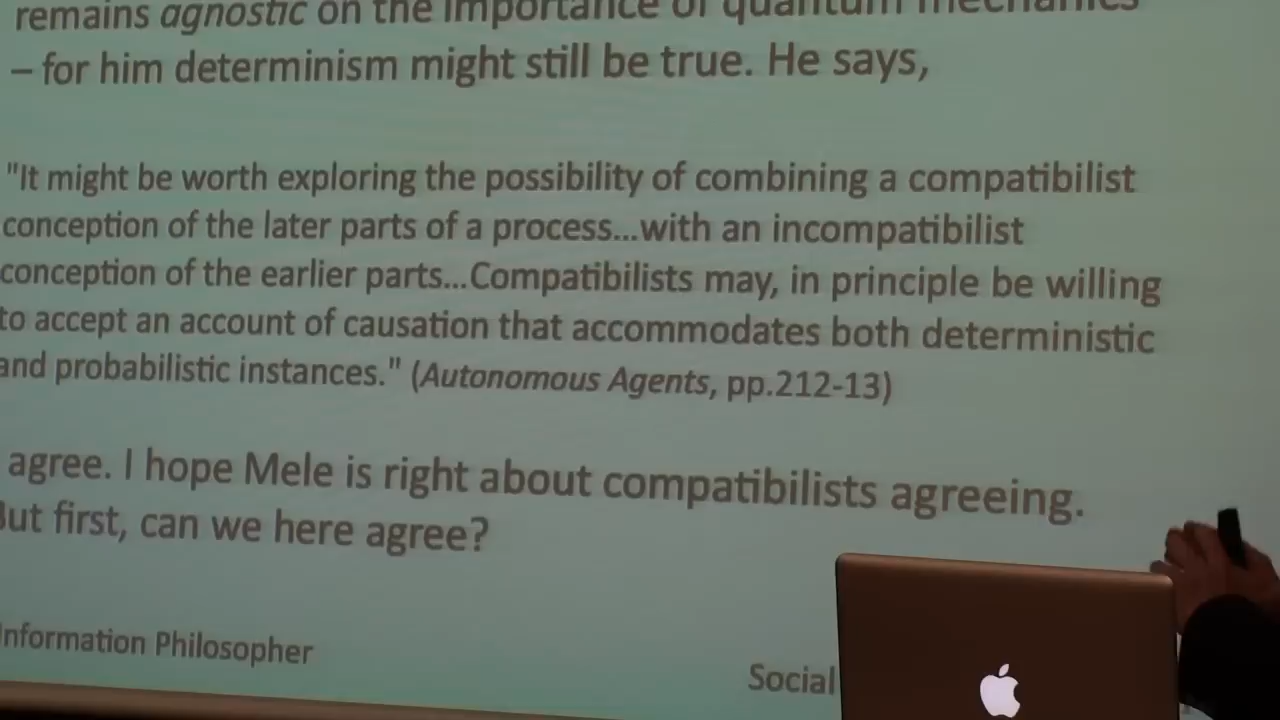 remains agnostic on the importance of quantum mechanics
– for him determinism might still be true. He says,
"It might be worth exploring the possibility of combining a compatibilist
conception of the later parts of a process...with an incompatibilist
conception of the earlier parts...Compatibilists may, in principle be willing
to accept an account of causation that accommodates both deterministic
and probabilistic instances." (Autonomous Agents, pp.212-13)
agree. I hope Mele is right about compatibilists agreeing.
But first, can we here agree?
Information Philosopher
Social